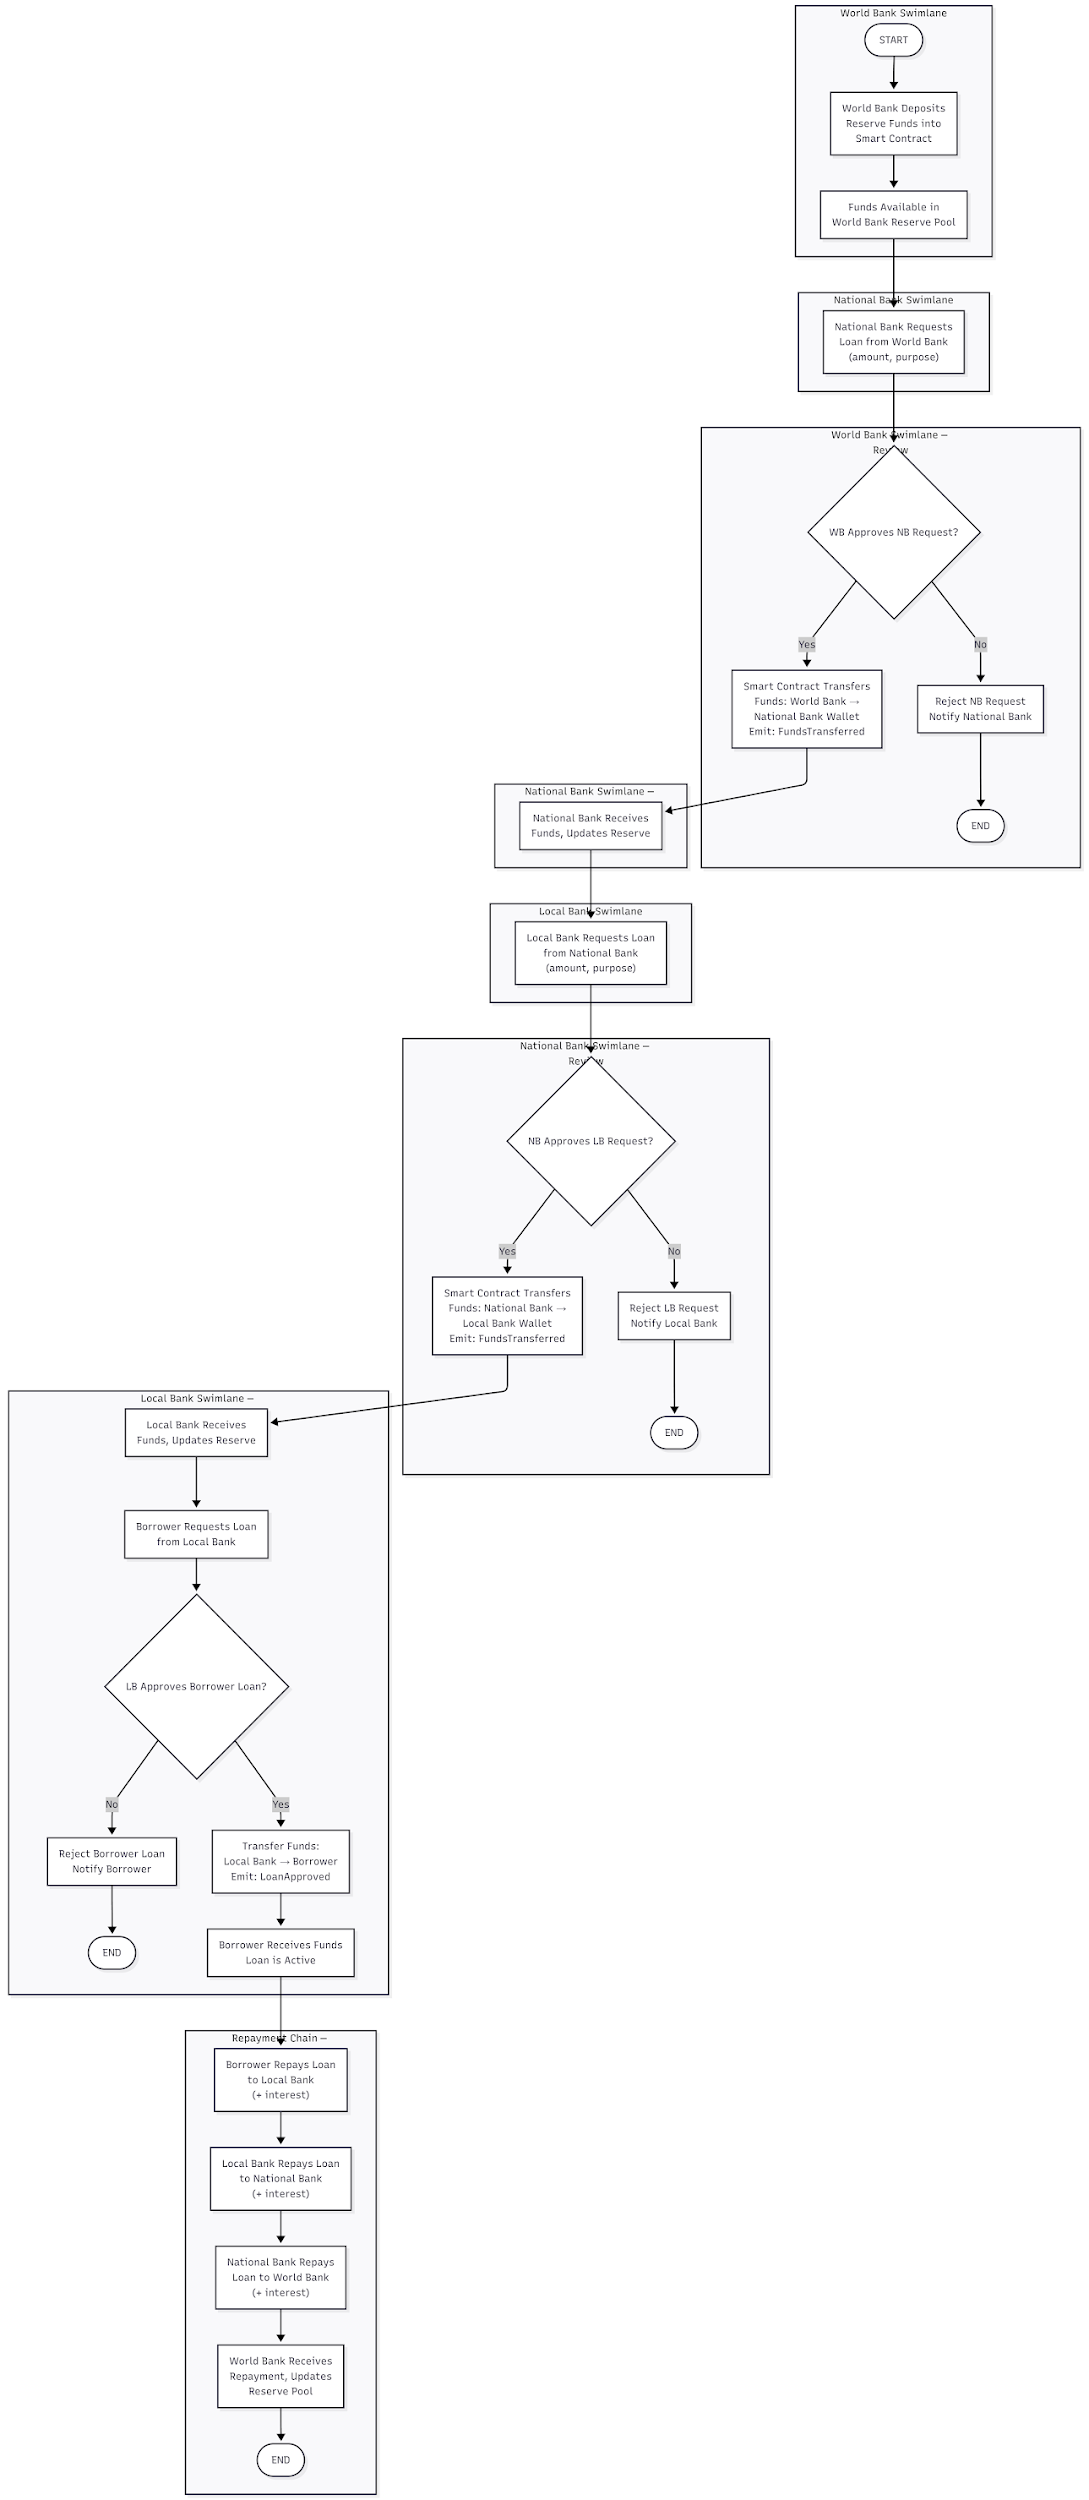 World Bank Swimlane
START
World Bank Deposits
Reserve Funds into
Smart Contract
Funds Available in
World Bank Reserve Pool
National Bank Swimlane
National Bank Requests
Loan from World Bank
(amount, purpose)
World Bank Swimlane —
Review
WB Approves NB Request?
Yes
No
Smart Contract Transfers
Funds: World Bank →
National Bank Wallet
Emit: FundsTransferred
Reject NB Request
Notify National Bank
END
National Bank Swimlane —
National Bank Receives
Funds, Updates Reserve
Local Bank Swimlane
Local Bank Requests Loan
from National Bank
(amount, purpose)
National Bank Swimlane —
Review
NB Approves LB Request?
Yes
No
Smart Contract Transfers
Funds: National Bank →
Local Bank Wallet
Emit: FundsTransferred
Reject LB Request
Notify Local Bank
END
Local Bank Swimlane —
Local Bank Receives
Funds, Updates Reserve
Borrower Requests Loan
from Local Bank
LB Approves Borrower Loan?
No
Yes
Reject Borrower Loan
Notify Borrower
END
Transfer Funds:
Local Bank → Borrower
Emit: LoanApproved
Borrower Receives Funds
Loan is Active
Repayment Chain —
Borrower Repays Loan
to Local Bank
(+ interest)
Local Bank Repays Loan
to National Bank
(+ interest)
National Bank Repays
Loan to World Bank
(+ interest)
World Bank Receives
Repayment, Updates
Reserve Pool
END